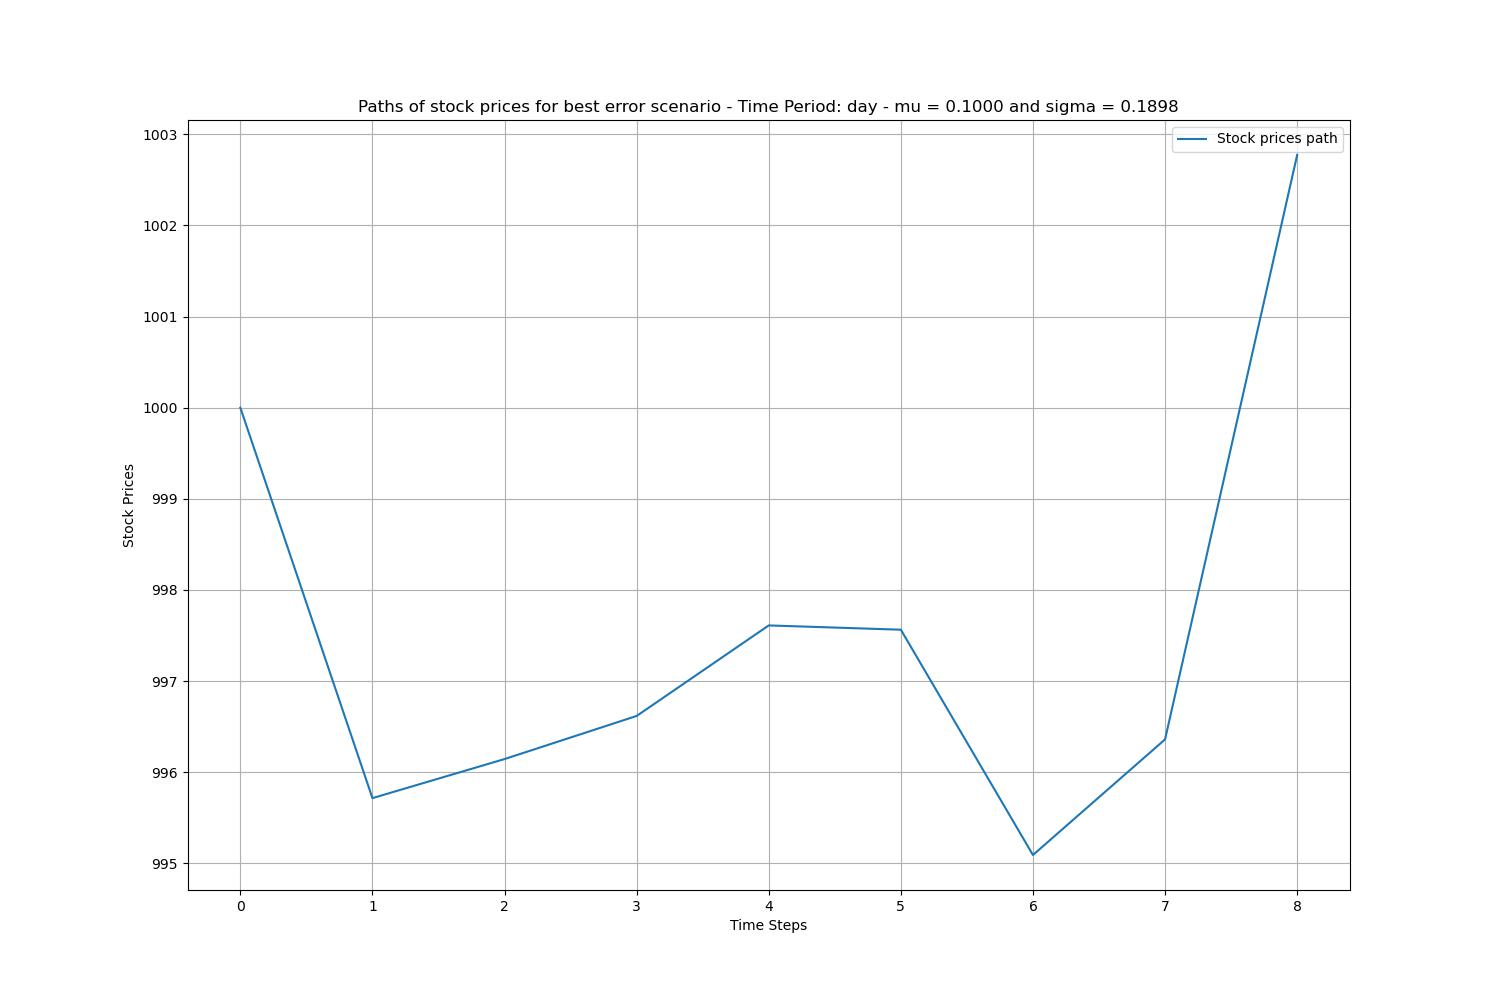 Paths of stock prices for best error scenario - Time Period: day - mu = 0.1000 and sigma = 0.1898
Stock prices path
1003
1002
1001
1000
999
998
997
996
995
Stock Prices
0 1 2 3 4 5 6 7 8
Time Steps